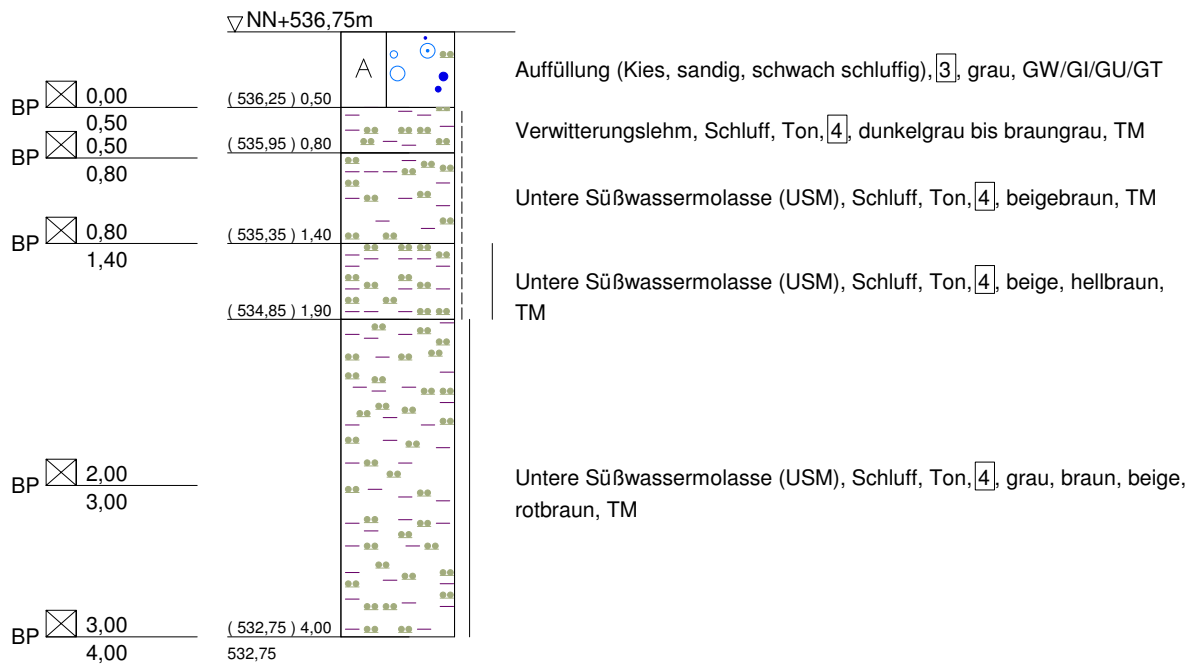 NN+536,75m
A
Auffüllung (Kies, sandig, schwach schluffig), 3, grau, GW/GI/GU/GT
BP 0,00
0,50
(536,25) 0,50
Verwitterungslehm, Schluff, Ton, 4, dunkelgrau bis braungrau, TM
BP 0,50
0,80
(535,95) 0,80
Untere Süßwassermolasse (USM), Schluff, Ton, 4, beigebraun, TM
BP 0,80
1,40
(535,35) 1,40
Untere Süßwassermolasse (USM), Schluff, Ton, 4, beige, hellbraun,
TM
(534,85) 1,90
BP 2,00
3,00
Untere Süßwassermolasse (USM), Schluff, Ton, 4, grau, braun, beige,
rotbraun, TM
BP 3,00
4,00
(532,75) 4,00
532,75